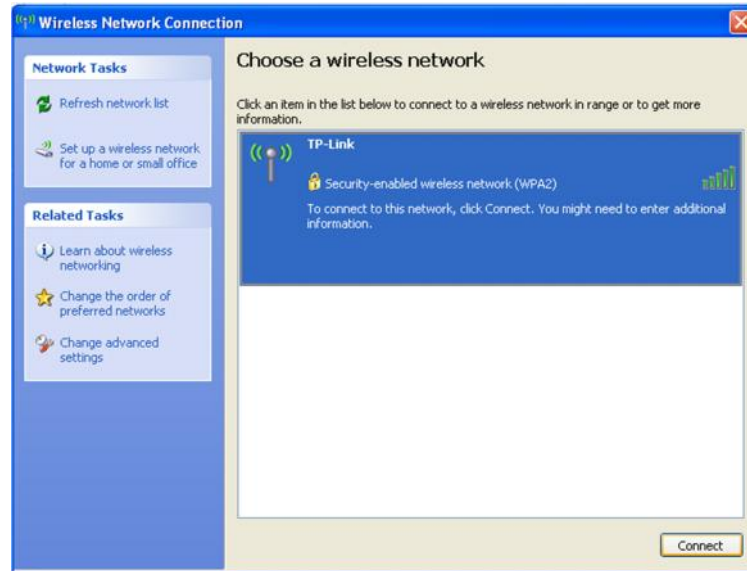 Wireless Network Connection
Network Tasks
Refresh network list
Set up a wireless network
for a home or small office
Related Tasks
Learn about wireless
networking
Change the order of
preferred networks
Change advanced
settings
Choose a wireless network
Click an item in the list below to connect to a wireless network in range or to get more
information.
TP-Link
Security-enabled wireless network (WPA2)
To connect to this network, click Connect. You might need to enter additional
information.
Connect